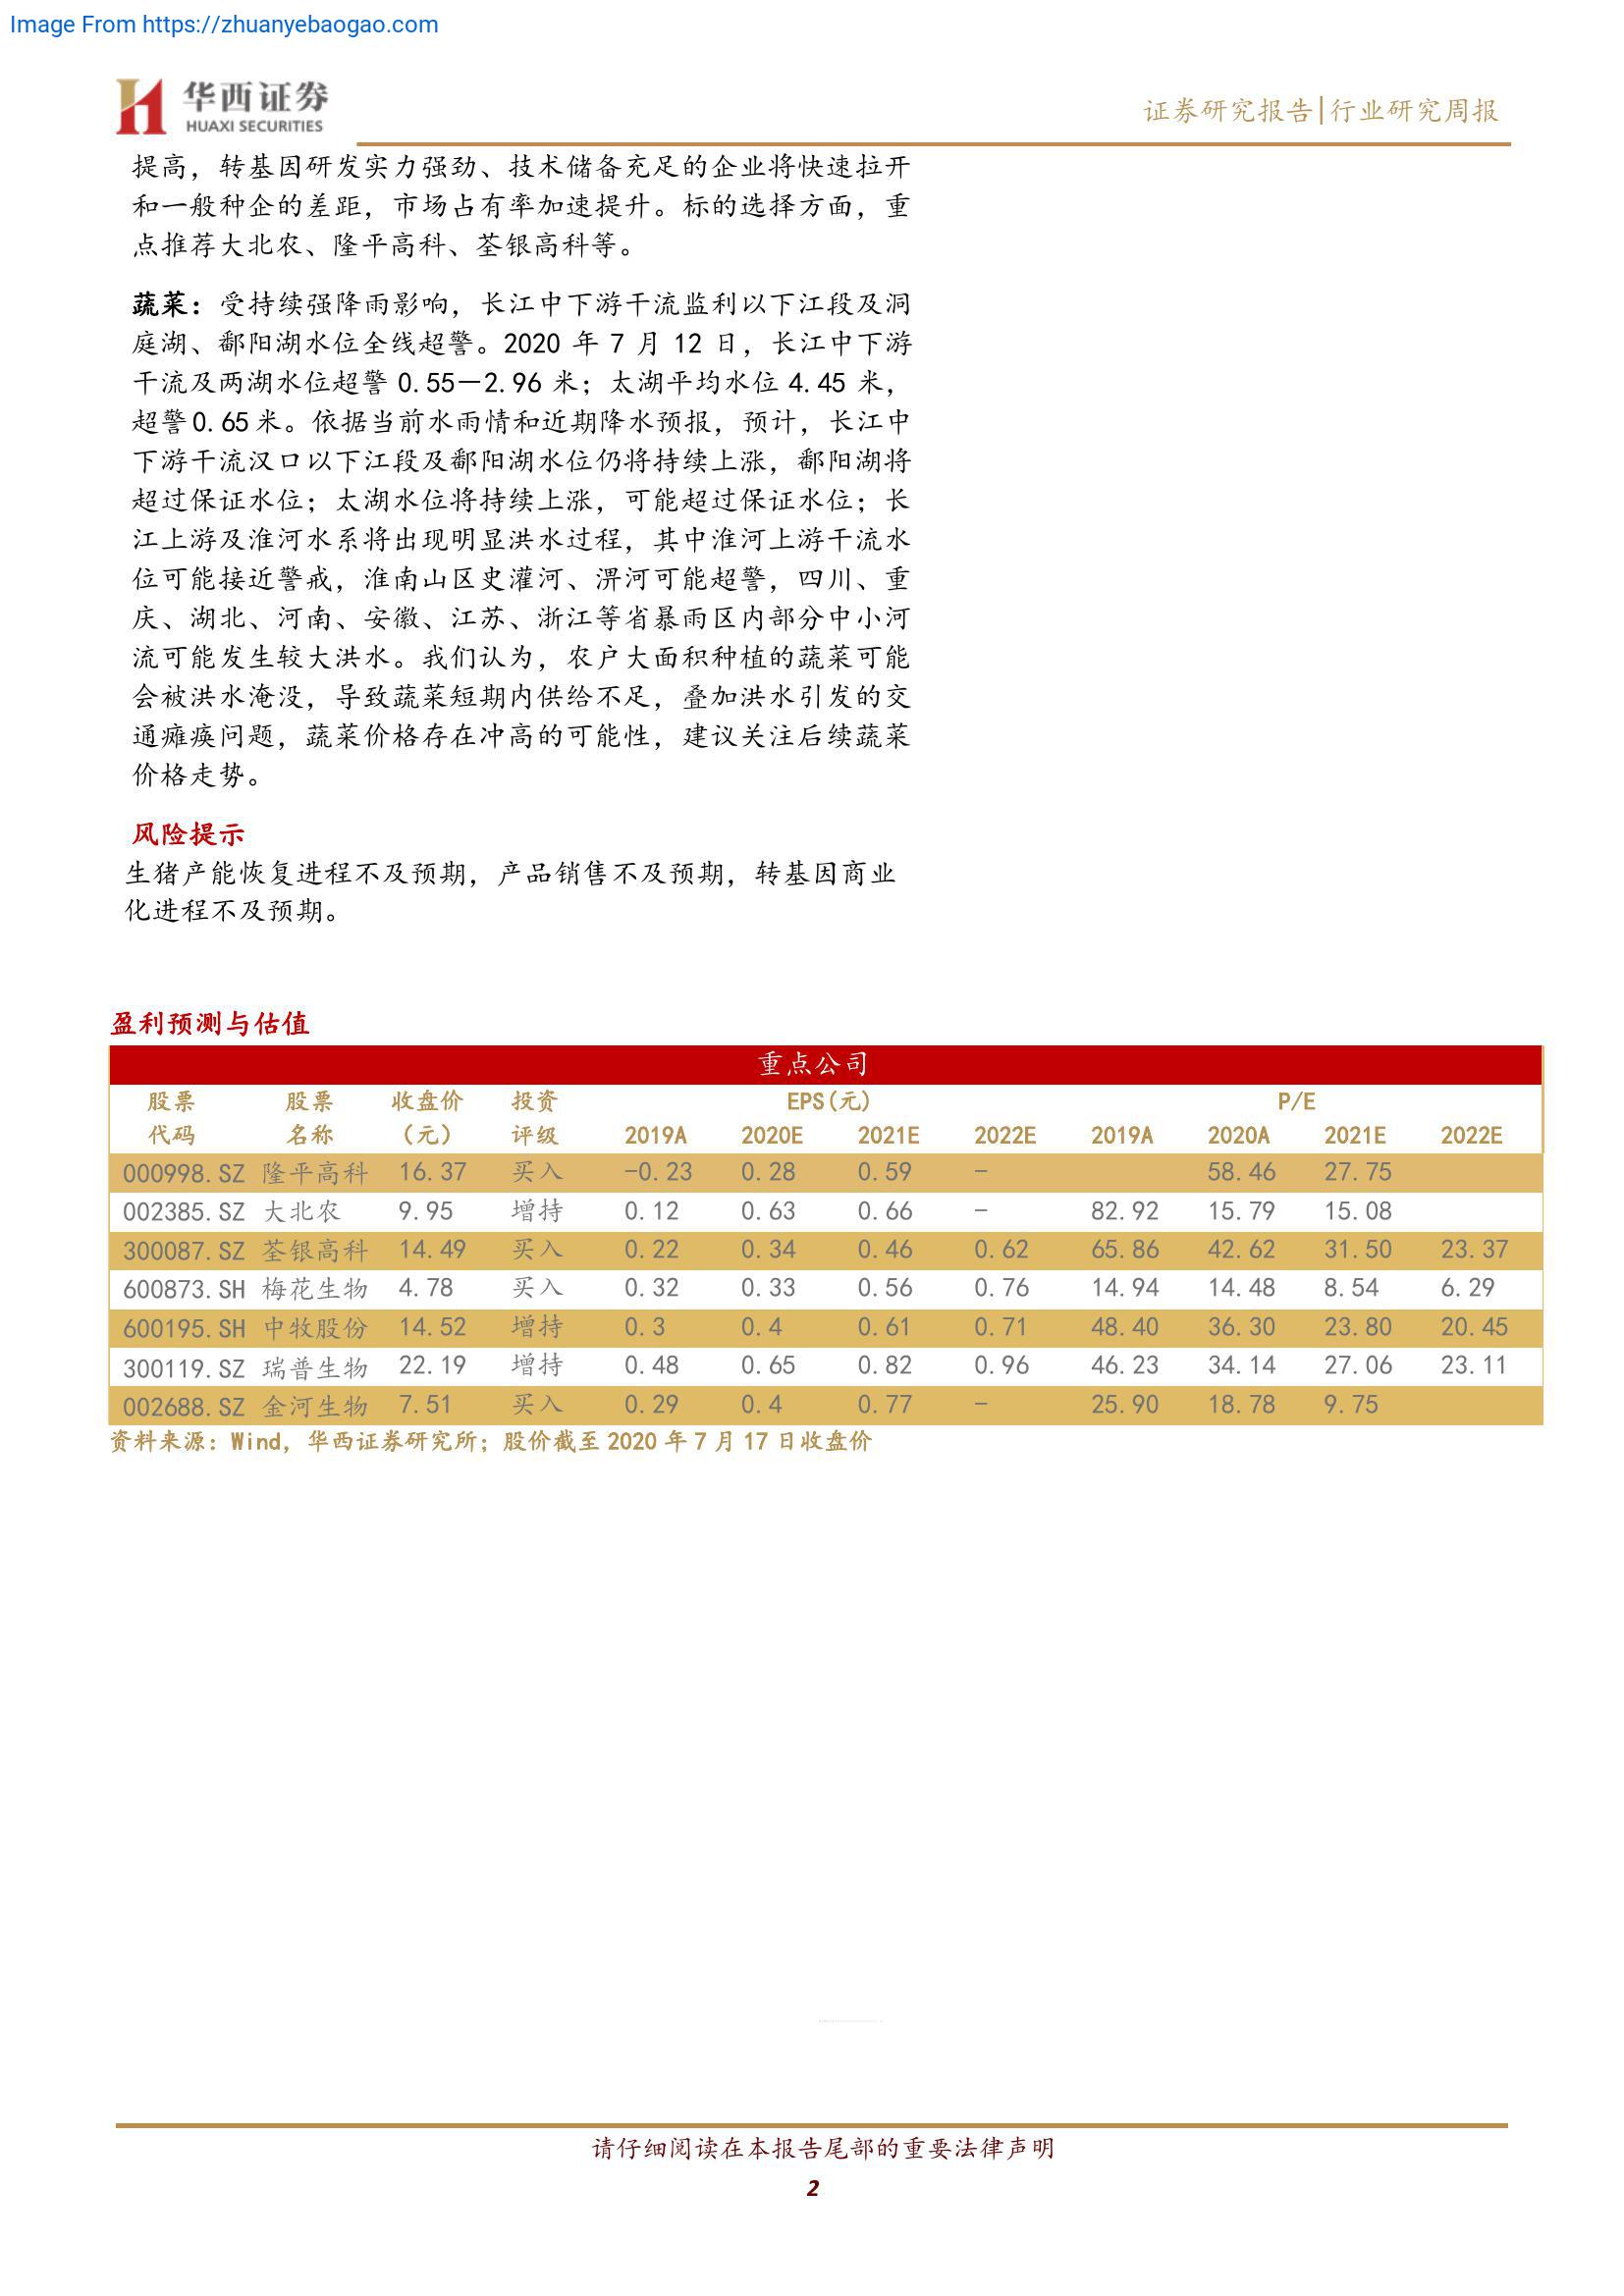 Image From https://zhuanyebaogao.com
华西证券
HUAXI SECURITIES
证券研究报告|行业研究周报
提高，转基因研发实力强劲、技术储备充足的企业将快速拉开
和一般种企的差距，市场占有率加速提升。标的选择方面，重
点推荐大北农、隆平高科、荃银高科等。
蔬菜：受持续强降雨影响，长江中下游干流监利以下江段及洞
庭湖、鄱阳湖水位全线超警。2020 年 7 月 12 日，长江中下游
干流及两湖水位超警 0.55—2.96 米；太湖平均水位 4.45 米，
超警 0.65 米。依据当前水雨情和近期降水预报，预计，长江中
下游干流汉口以下江段及鄱阳湖水位仍将持续上涨，鄱阳湖将
超过保证水位；太湖水位将持续上涨，可能超过保证水位；长
江上游及淮河水系将出现明显洪水过程，其中淮河上游干流水
位可能接近警戒，淮南山区史灌河、淠河可能超警，四川、重
庆、湖北、河南、安徽、江苏、浙江等省暴雨区内部分中小河
流可能发生较大洪水。我们认为，农户大面积种植的蔬菜可能
会被洪水淹没，导致蔬菜短期内供给不足，叠加洪水引发的交
通瘫痪问题，蔬菜价格存在冲高的可能性，建议关注后续蔬菜
价格走势。
风险提示
生猪产能恢复进程不及预期，产品销售不及预期，转基因商业
化进程不及预期。
盈利预测与估值
重点公司
股票 股票 收盘价 投资 EPS(元) P/E
代码 名称 （元） 评级 2019A 2020E 2021E 2022E 2019A 2020A 2021E 2022E
000998.SZ 隆平高科 16.37 买入 -0.23 0.28 0.59 - 58.46 27.75
002385.SZ 大北农 9.95 增持 0.12 0.63 0.66 - 82.92 15.79 15.08
300087.SZ 荃银高科 14.49 买入 0.22 0.34 0.46 0.62 65.86 42.62 31.50 23.37
600873.SH 梅花生物 4.78 买入 0.32 0.33 0.56 0.76 14.94 14.48 8.54 6.29
600195.SH 中牧股份 14.52 增持 0.3 0.4 0.61 0.71 48.40 36.30 23.80 20.45
300119.SZ 瑞普生物 22.19 增持 0.48 0.65 0.82 0.96 46.23 34.14 27.06 23.11
002688.SZ 金河生物 7.51 买入 0.29 0.4 0.77 - 25.90 18.78 9.75
资料来源：Wind，华西证券研究所；股价截至 2020 年 7 月 17 日收盘价
请仔细阅读在本报告尾部的重要法律声明
2